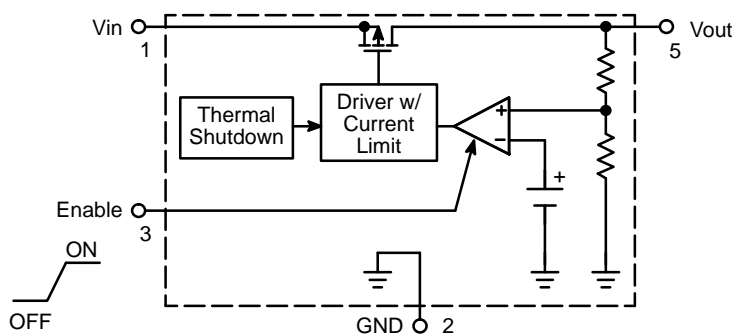 Vin
1
Vout
5
Thermal
Shutdown
Driver w/
Current
Limit
+
−
+
Enable
3
ON
OFF
GND 2